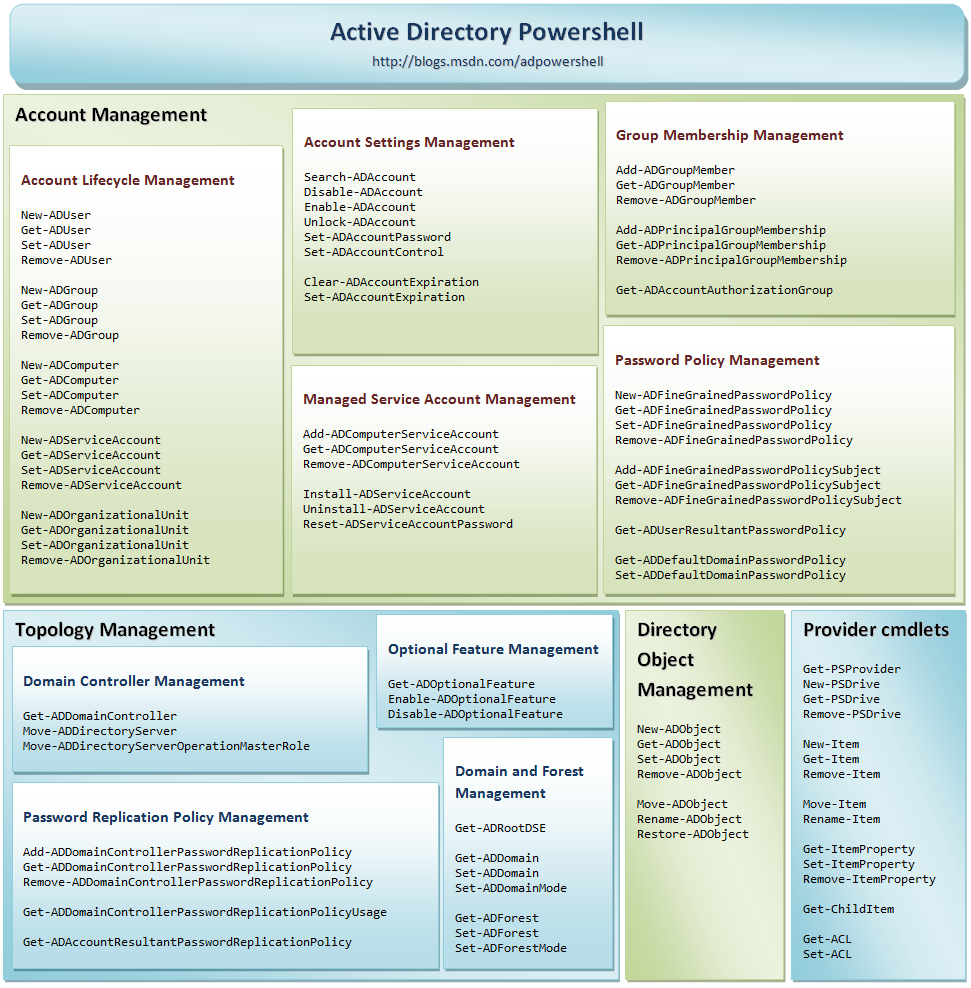 Active Directory Powershell
http://blogs.msdn.com/adpowershell
Account Management
Account Lifecycle Management
New-ADUser
Get-ADUser
Set-ADUser
Remove-ADUser
New-ADGroup
Get-ADGroup
Set-ADGroup
Remove-ADGroup
New-ADComputer
Get-ADComputer
Set-ADComputer
Remove-ADComputer
New-ADServiceAccount
Get-ADServiceAccount
Set-ADServiceAccount
Remove-ADServiceAccount
New-ADOrganizationalUnit
Get-ADOrganizationalUnit
Set-ADOrganizationalUnit
Remove-ADOrganizationalUnit
Account Settings Management
Search-ADAccount
Disable-ADAccount
Enable-ADAccount
Unlock-ADAccount
Set-ADAccountPassword
Set-ADAccountControl
Clear-ADAccountExpiration
Set-ADAccountExpiration
Managed Service Account Management
Add-ADComputerServiceAccount
Get-ADComputerServiceAccount
Remove-ADComputerServiceAccount
Install-ADServiceAccount
Uninstall-ADServiceAccount
Reset-ADServiceAccountPassword
Group Membership Management
Add-ADGroupMember
Get-ADGroupMember
Remove-ADGroupMember
Add-ADPrincipalGroupMembership
Get-ADPrincipalGroupMembership
Remove-ADPrincipalGroupMembership
Get-ADAccountAuthorizationGroup
Password Policy Management
New-ADFineGrainedPasswordPolicy
Get-ADFineGrainedPasswordPolicy
Set-ADFineGrainedPasswordPolicy
Remove-ADFineGrainedPasswordPolicy
Add-ADFineGrainedPasswordPolicySubject
Get-ADFineGrainedPasswordPolicySubject
Remove-ADFineGrainedPasswordPolicySubject
Get-ADUserResultantPasswordPolicy
Get-ADDefaultDomainPasswordPolicy
Set-ADDefaultDomainPasswordPolicy
Topology Management
Domain Controller Management
Get-ADDomainController
Move-ADDirectoryServer
Move-ADDirectoryServerOperationMasterRole
Optional Feature Management
Get-ADOptionalFeature
Enable-ADOptionalFeature
Disable-ADOptionalFeature
Password Replication Policy Management
Add-ADDomainControllerPasswordReplicationPolicy
Get-ADDomainControllerPasswordReplicationPolicy
Remove-ADDomainControllerPasswordReplicationPolicy
Get-ADDomainControllerPasswordReplicationPolicyUsage
Get-ADAccountResultantPasswordReplicationPolicy
Domain and Forest
Management
Get-ADRootDSE
Get-ADDomain
Set-ADDomain
Set-ADDomainMode
Get-ADForest
Set-ADForest
Set-ADForestMode
Directory
Object
Management
New-ADObject
Get-ADObject
Set-ADObject
Remove-ADObject
Move-ADObject
Rename-ADObject
Restore-ADObject
Provider cmdlets
Get-PSProvider
New-PSDrive
Get-PSDrive
Remove-PSDrive
New-Item
Get-Item
Remove-Item
Move-Item
Rename-Item
Get-ItemProperty
Set-ItemProperty
Remove-ItemProperty
Get-ChildItem
Get-ACL
Set-ACL